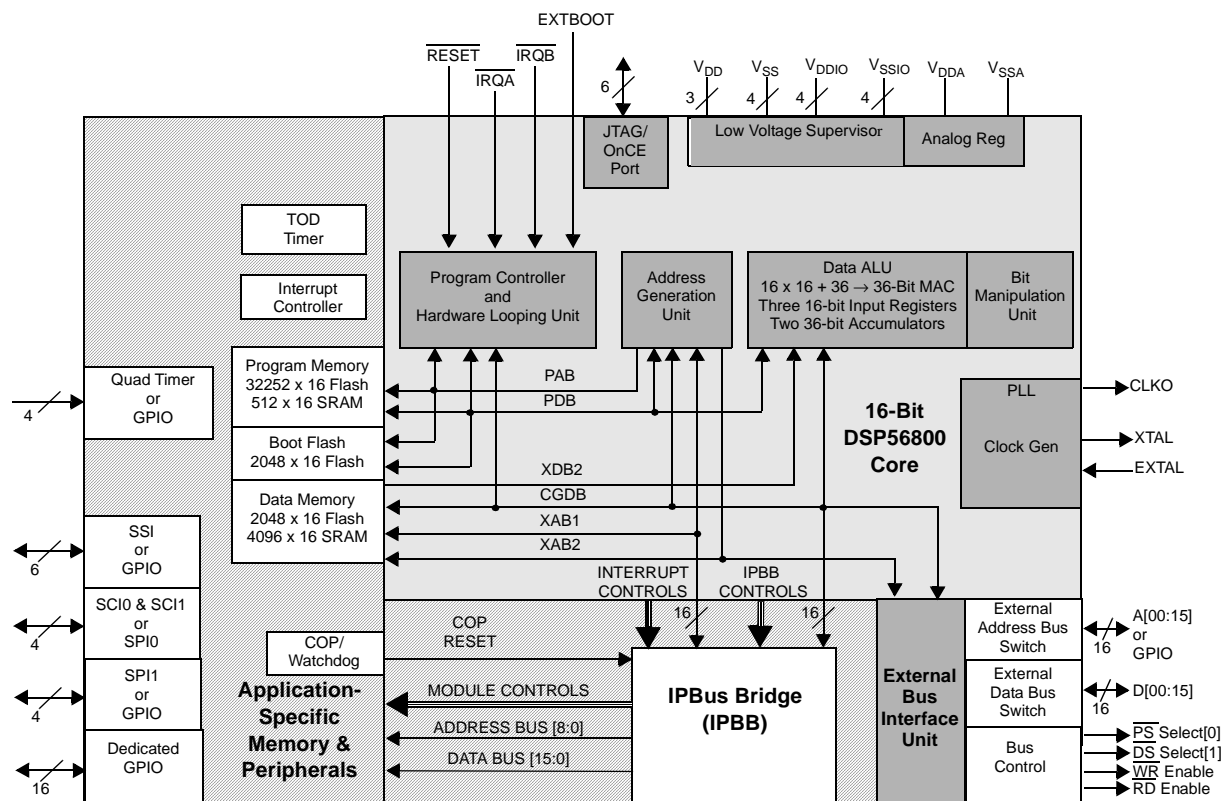 EXTBOOT
RESET
IRQB
IRQA
6
VDD
VSS
VDDIO
VSSIO
VDDA
VSSA
3
4
4
4
JTAG/
OnCE
Port
Low Voltage Supervisor
Analog Reg
TOD
Timer
Interrupt
Controller
Program Controller
and
Hardware Looping Unit
Address
Generation
Unit
Data ALU
16 x 16 + 36 → 36-Bit MAC
Three 16-bit Input Registers
Two 36-bit Accumulators
Bit
Manipulation
Unit
Quad Timer
or
GPIO
4
Program Memory
32252 x 16 Flash
512 x 16 SRAM
Boot Flash
2048 x 16 Flash
Data Memory
2048 x 16 Flash
4096 x 16 SRAM
PAB
PDB
XDB2
CGDB
XAB1
XAB2
16-Bit
DSP56800
Core
PLL
Clock Gen
CLKO
XTAL
EXTAL
SSI
or
GPIO
6
SCI0 & SCI1
or
SPI0
4
SPI1
or
GPIO
4
Dedicated
GPIO
16
INTERRUPT
CONTROLS
IPBB
CONTROLS
16
16
COP
RESET
COP/
Watchdog
MODULE CONTROLS
ADDRESS BUS [8:0]
DATA BUS [15:0]
Application-
Specific
Memory &
Peripherals
IPBus Bridge
(IPBB)
External
Bus
Interface
Unit
External
Address Bus
Switch
External
Data Bus
Switch
Bus
Control
A[00:15]
or
GPIO
16
D[00:15]
16
PS Select[0]
DS Select[1]
WR Enable
RD Enable